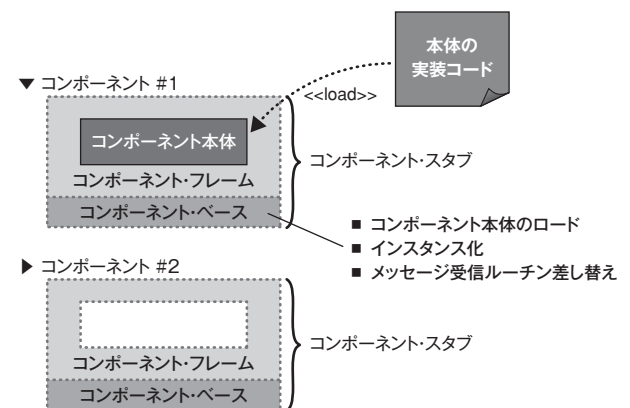 本体の
実装コード
<<load>>
▼ コンポーネント #1
コンポーネント本体
コンポーネント・フレーム
コンポーネント・ベース
コンポーネント・スタブ
■ コンポーネント本体のロード
■ インスタンス化
■ メッセージ受信ルーチン差し替え
▶ コンポーネント #2
コンポーネント・フレーム
コンポーネント・ベース
コンポーネント・スタブ